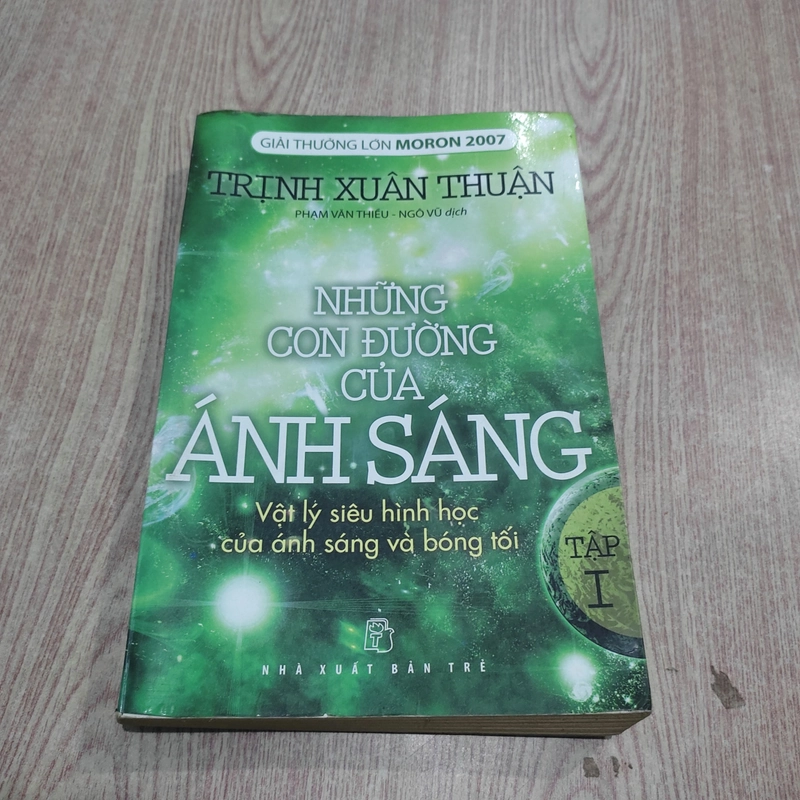 GIẢI THƯỞNG LỚN MORON 2007
TRỊNH XUÂN THUẬN
PHẠM VĂN THIỀU - NGÔ VŨ dịch
NHỮNG
CON ĐƯỜNG
CỦA
ÁNH SÁNG
Vật lý siêu hình học
của ánh sáng và bóng tối
TẬP
I
T
NHÀ XUẤT BẢN TRẺ